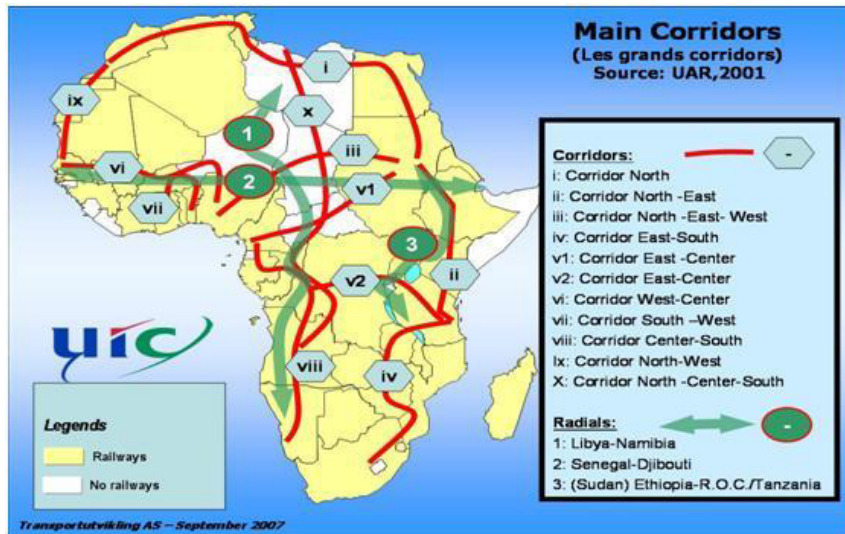 Main Corridors
(Les grands corridors)
Source: UAR,2001
i
ix
x
1
iii
vi
2
v1
vii
3
ii
v2
viii
iv
Corridors:
-
i: Corridor North
ii: Corridor North -East
iii: Corridor North -East- West
iv: Corridor East-South
v1: Corridor East -Center
v2: Corridor East-Center
vi: Corridor West-Center
vii: Corridor South –West
viii: Corridor Center-South
Ix: Corridor North-West
X: Corridor North -Center-South
Radials:
-
1: Libya-Namibia
2: Senegal-Djibouti
3: (Sudan) Ethiopia-R.O.C./Tanzania
uic
Legends
Railways
No railways
Transportutvikling AS – September 2007